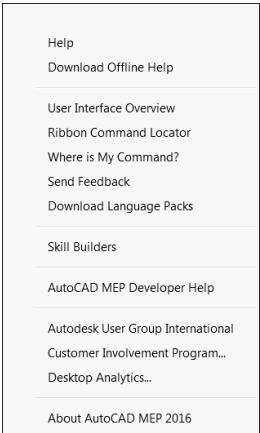 Help
Download Offline Help
User Interface Overview
Ribbon Command Locator
Where is My Command?
Send Feedback
Download Language Packs
Skill Builders
AutoCAD MEP Developer Help
Autodesk User Group International
Customer Involvement Program...
Desktop Analytics...
About AutoCAD MEP 2016